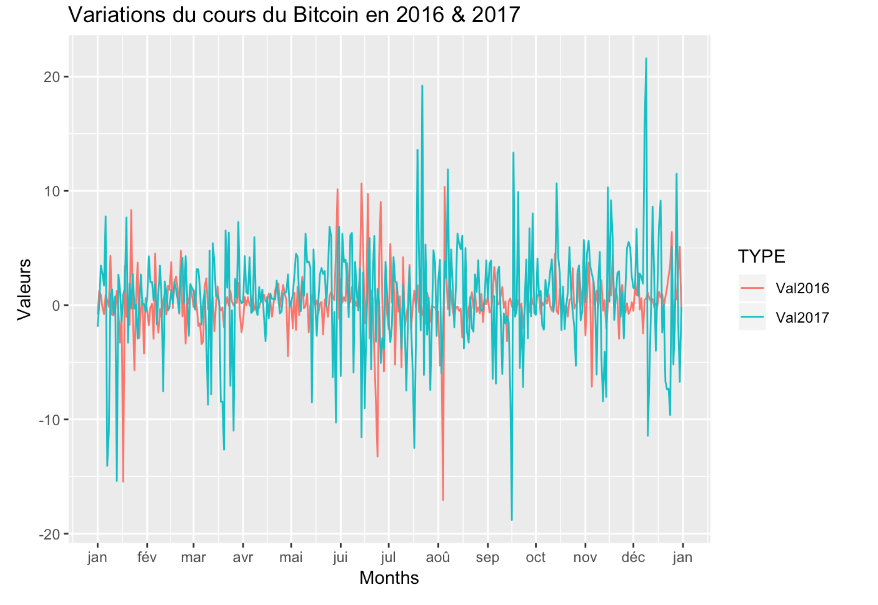 Variations du cours du Bitcoin en 2016 & 2017
Valeurs
20
10
0
-10
-20
jan fév mar avr mai jui jul aoû sep oct nov déc jan
Months
TYPE
Val2016
Val2017